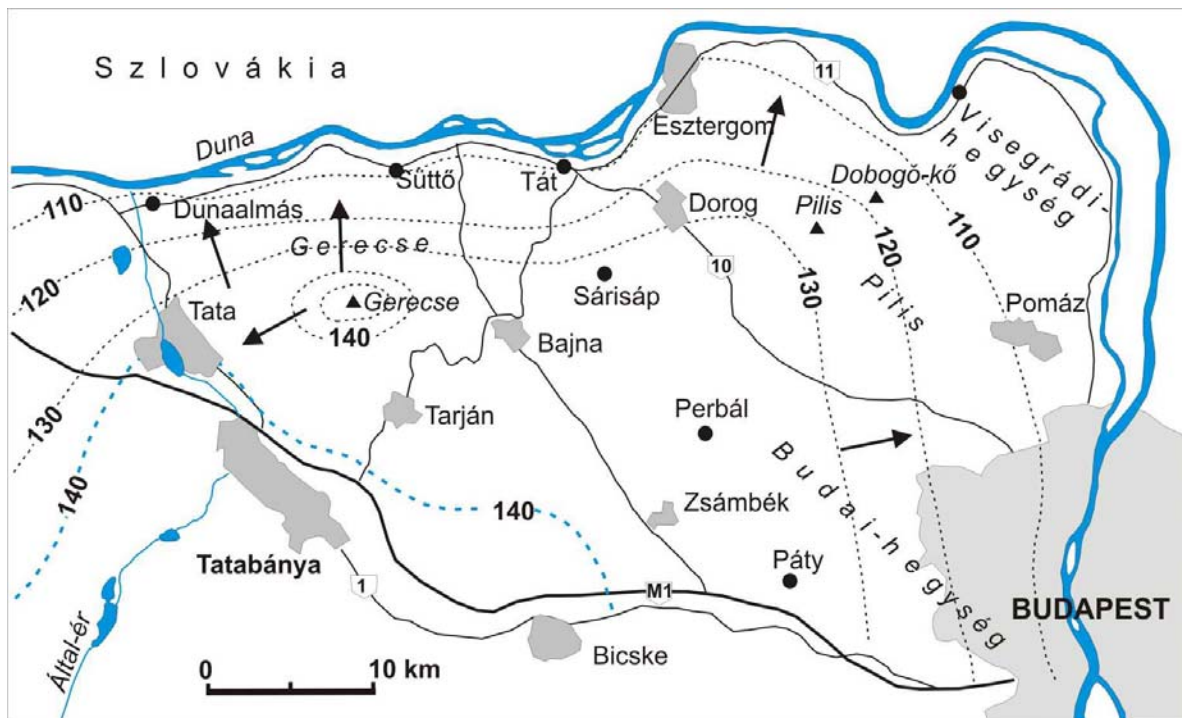 Szlovákia
Duna
11
Esztergom
Visegrádi-
hegység
Süttő
Tát
Dobogó-kő
110
Dunaalmás
Dorog
Pilis
Gerecse
120
110
120
10
130
Pilis
Sárisáp
Tata
Gerecse
Pomáz
140
Bajna
130
Tarján
Perbál
140
Budai-hegység
140
Zsámbék
Tatabánya
Páty
1
M1
BUDAPEST
Által-ér
0 10 km
Bicske